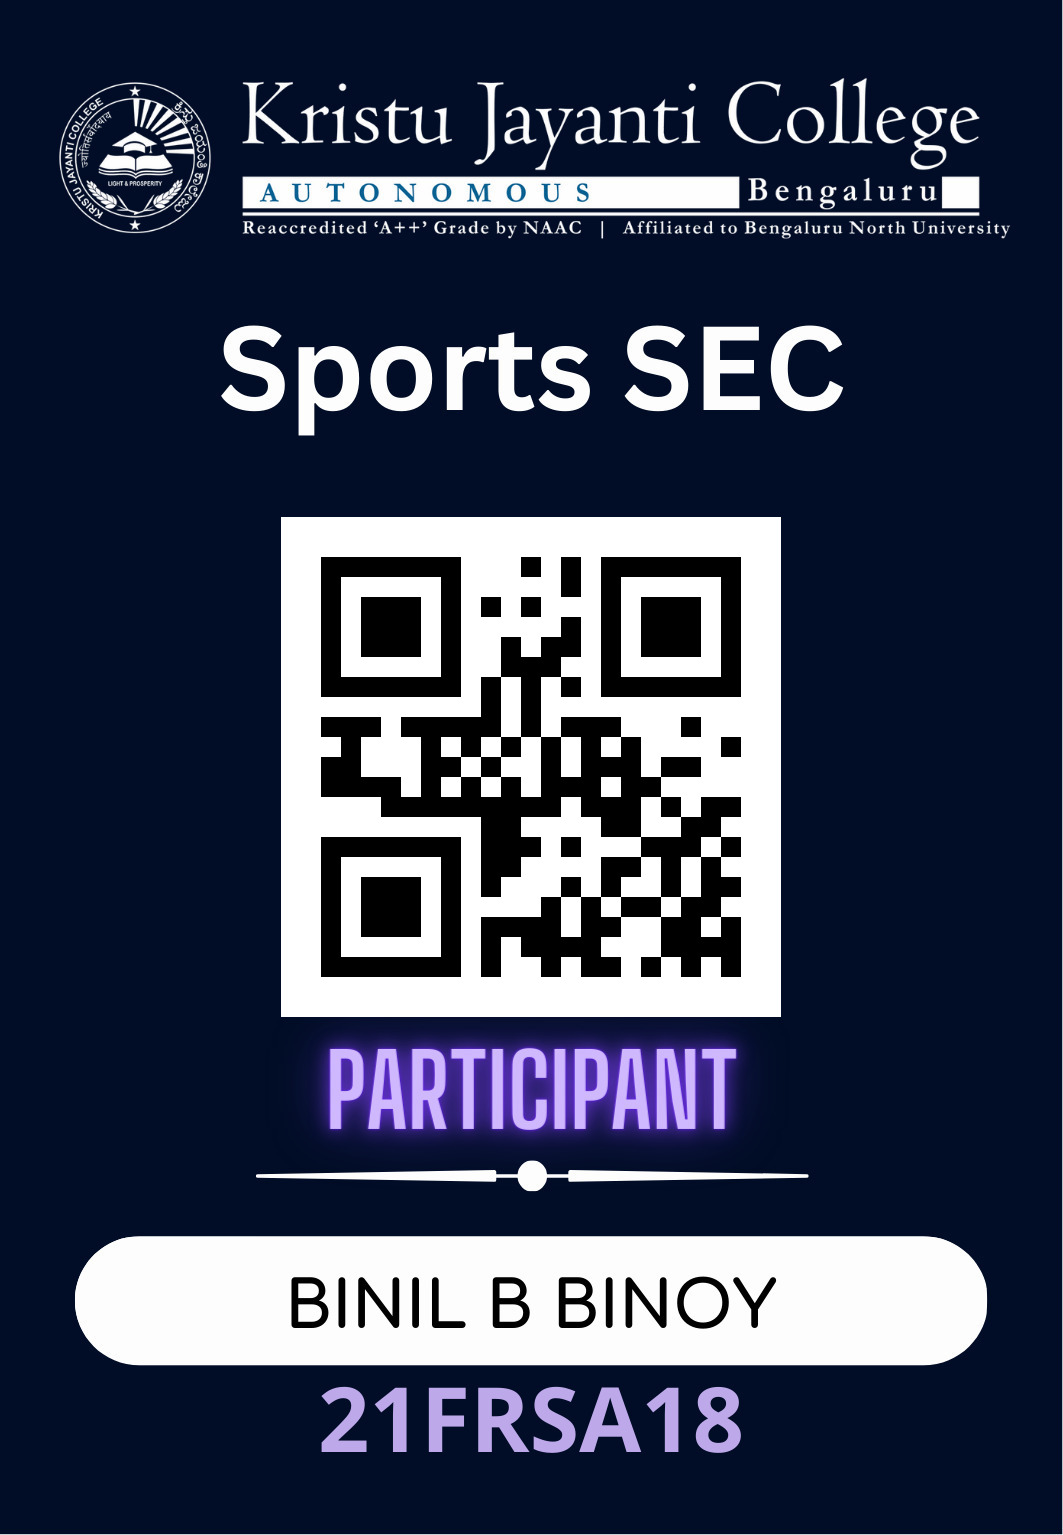 KRISTU JAYANTI COLLEGE
ಕ್ರಿಸ್ತು ಜಯಂತಿ ಕಾಲೇಜು
LIGHT & PROSPERITY
Kristu Jayanti College
AUTONOMOUS Bengaluru
Reaccredited ‘A++’ Grade by NAAC | Affiliated to Bengaluru North University
Sports SEC
PARTICIPANT
BINIL B BINOY
21FRSA18